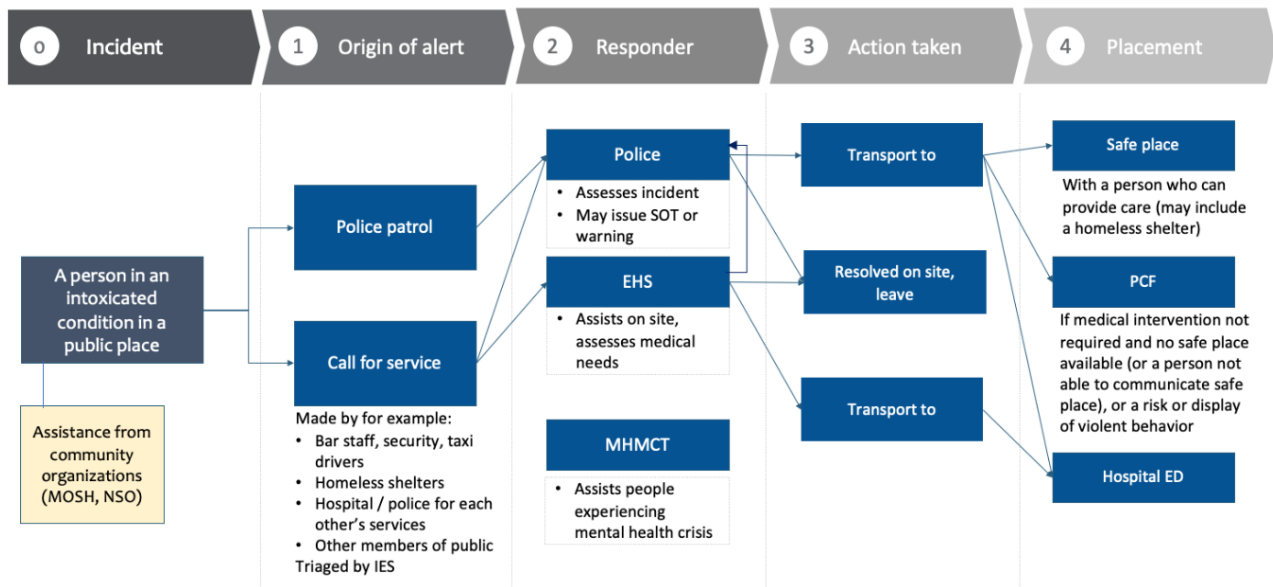 0 Incident
1 Origin of alert
2 Responder
3 Action taken
4 Placement
A person in an
intoxicated
condition in a
public place
Assistance from
community
organizations
(MOSH, NSO)
Police patrol
Call for service
Made by for example:
• Bar staff, security, taxi
drivers
• Homeless shelters
• Hospital / police for each
other's services
• Other members of public
Triaged by IES
Police
• Assesses incident
• May issue SOT or
warning
EHS
• Assists on site,
assesses medical
needs
MHMCT
• Assists people
experiencing
mental health crisis
Transport to
Resolved on site,
leave
Transport to
Safe place
With a person who can
provide care (may include
a homeless shelter)
PCF
If medical intervention not
required and no safe place
available (or a person not
able to communicate safe
place), or a risk or display
of violent behavior
Hospital ED